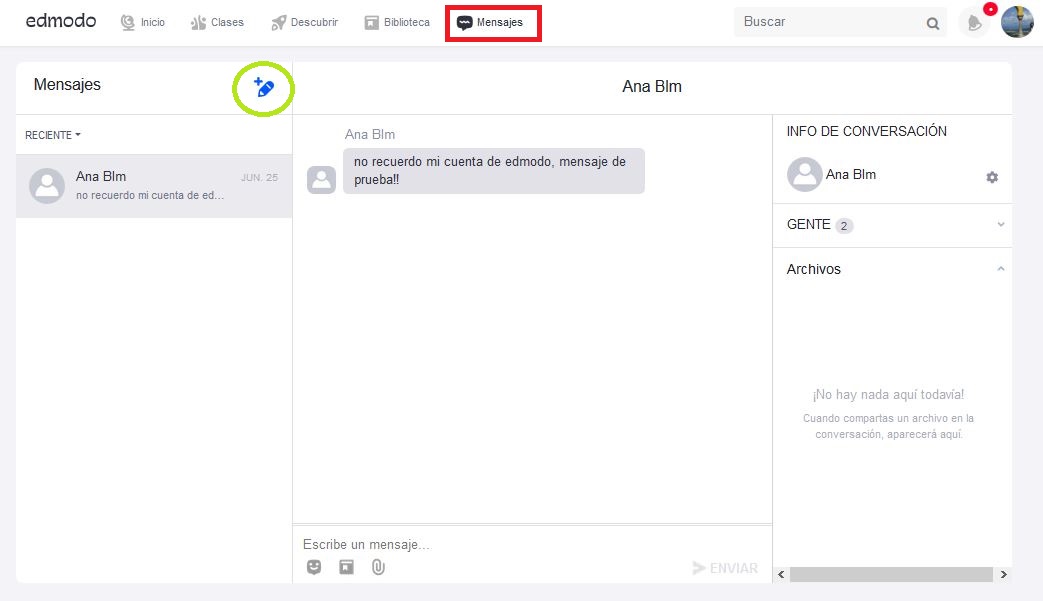 edmodo
Inicio
Clases
Descubrir
Biblioteca
Mensajes
Buscar
Mensajes
Ana Blm
RECIENTE
Ana Blm
JUN. 25
no recuerdo mi cuenta de ed...
Ana Blm
no recuerdo mi cuenta de edmodo, mensaje de
prueba!!
INFO DE CONVERSACIÓN
Ana Blm
GENTE 2
Archivos
¡No hay nada aquí todavía!
Cuando compartas un archivo en la
conversación, aparecerá aquí.
Escribe un mensaje...
ENVIAR